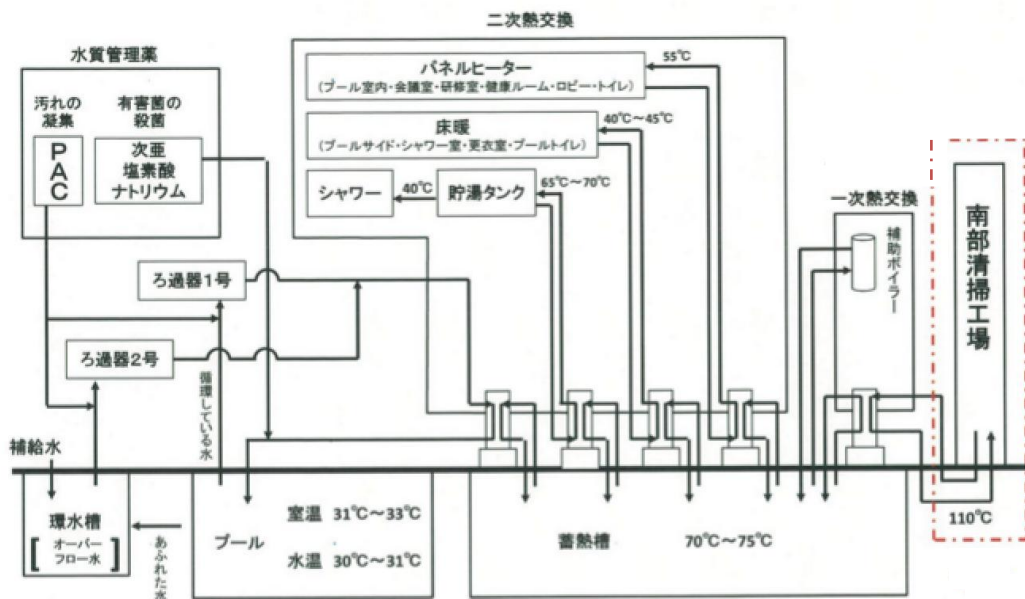 二次熱交換
水質管理薬
汚れの
凝集
有害菌の
殺菌
PAC
次亜
塩素酸
ナトリウム
パネルヒーター
(プール室内・会議室・研修室・健康ルーム・ロビー・トイレ)
55℃
床暖
(プールサイド・シャワー室・更衣室・プールトイレ)
40℃~45℃
シャワー
40℃
貯湯タンク
65℃~70℃
一次熱交換
補助ボイラー
南部清掃工場
ろ過器1号
ろ過器2号
循環している水
補給水
環水槽
[オーバー
フロー水]
あふれた水
プール
室温 31℃~33℃
水温 30℃~31℃
蓄熱槽
70℃~75℃
110℃